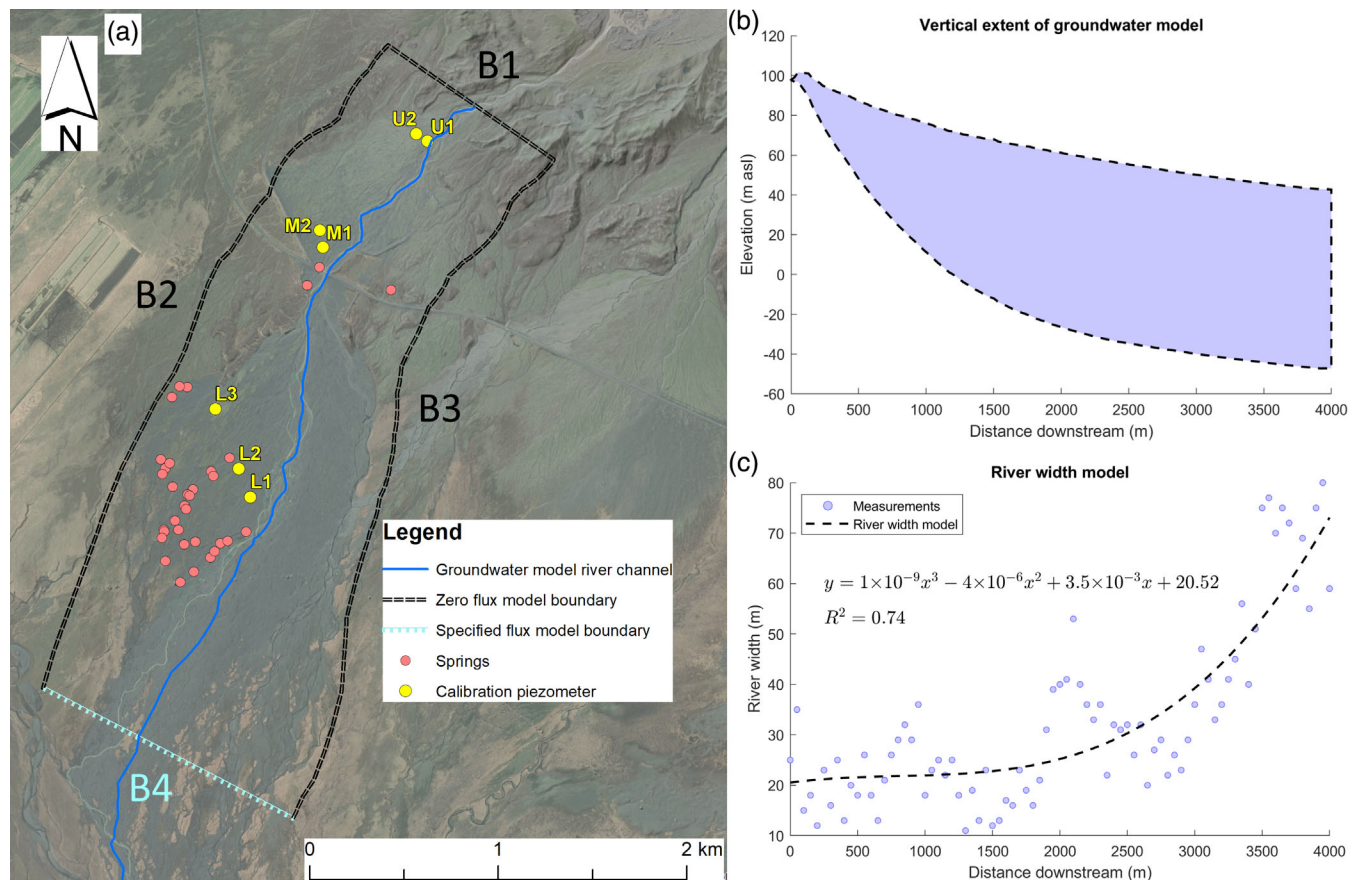 (a)
N
B1
U2
U1
M2
M1
B2
L3
B3
L2
L1
Legend
Groundwater model river channel
Zero flux model boundary
Specified flux model boundary
Springs
Calibration piezometer
B4
0 1 2 km
(b)
Vertical extent of groundwater model
120
100
80
60
40
20
0
-20
-40
-60
Elevation (m asl)
0 500 1000 1500 2000 2500 3000 3500 4000
Distance downstream (m)
(c)
River width model
80
70
60
50
40
30
20
10
River width (m)
Measurements
River width model
y = 1×10⁻⁹x³ − 4×10⁻⁶x² + 3.5×10⁻³x + 20.52
R² = 0.74
0 500 1000 1500 2000 2500 3000 3500 4000
Distance downstream (m)